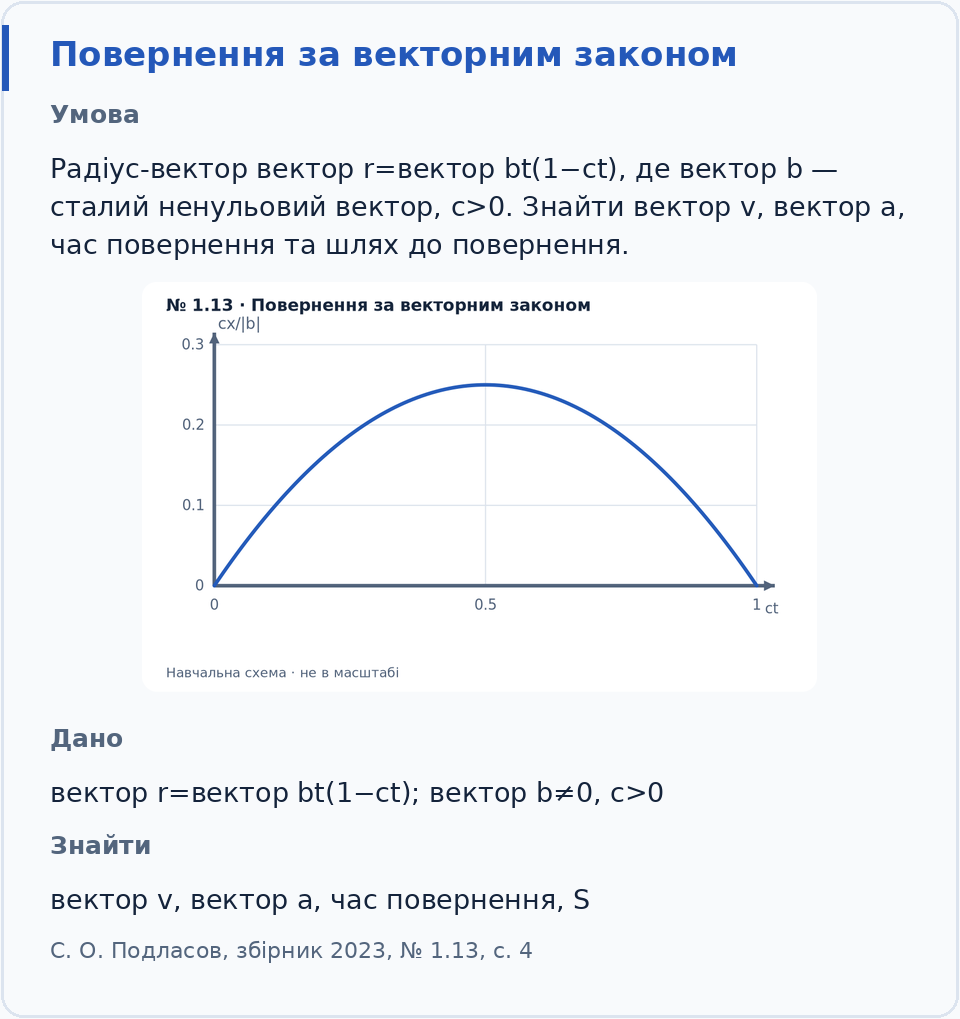 Повернення за векторним законом
Умова
Радіус-вектор вектор r=вектор bt(1−ct), де вектор b —
сталий ненульовий вектор, c>0. Знайти вектор v, вектор a,
час повернення та шлях до повернення.
№ 1.13 · Повернення за векторним законом
cx/|b|
0.3
0.2
0.1
0
0
0.5
1
ct
Навчальна схема · не в масштабі
Дано
вектор r=вектор bt(1−ct); вектор b≠0, c>0
Знайти
вектор v, вектор a, час повернення, S
С. О. Подласов, збірник 2023, № 1.13, с. 4